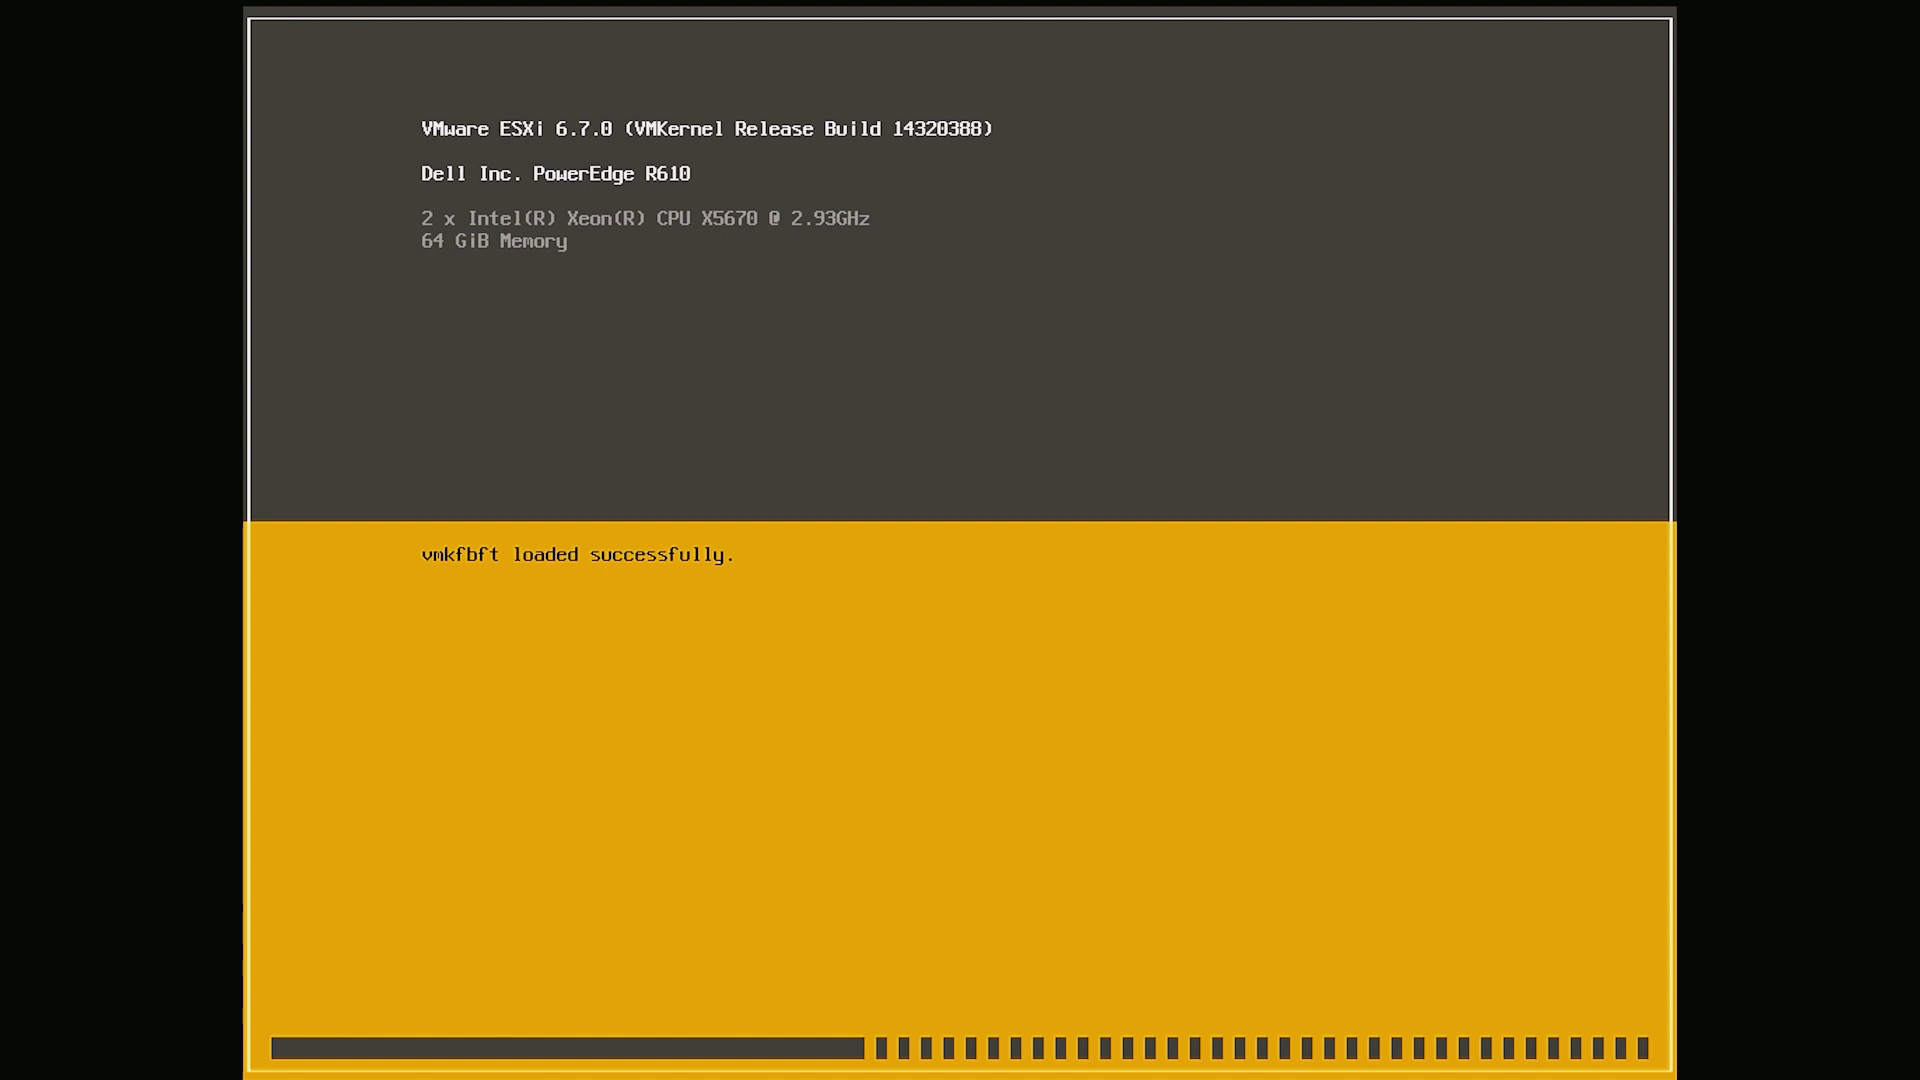 VMware ESXi 6.7.0 (VMKernel Release Build 14320388)
Dell Inc. PowerEdge R610
2 x Intel(R) Xeon(R) CPU X5670 @ 2.93GHz
64 GiB Memory
vmkfbft loaded successfully.